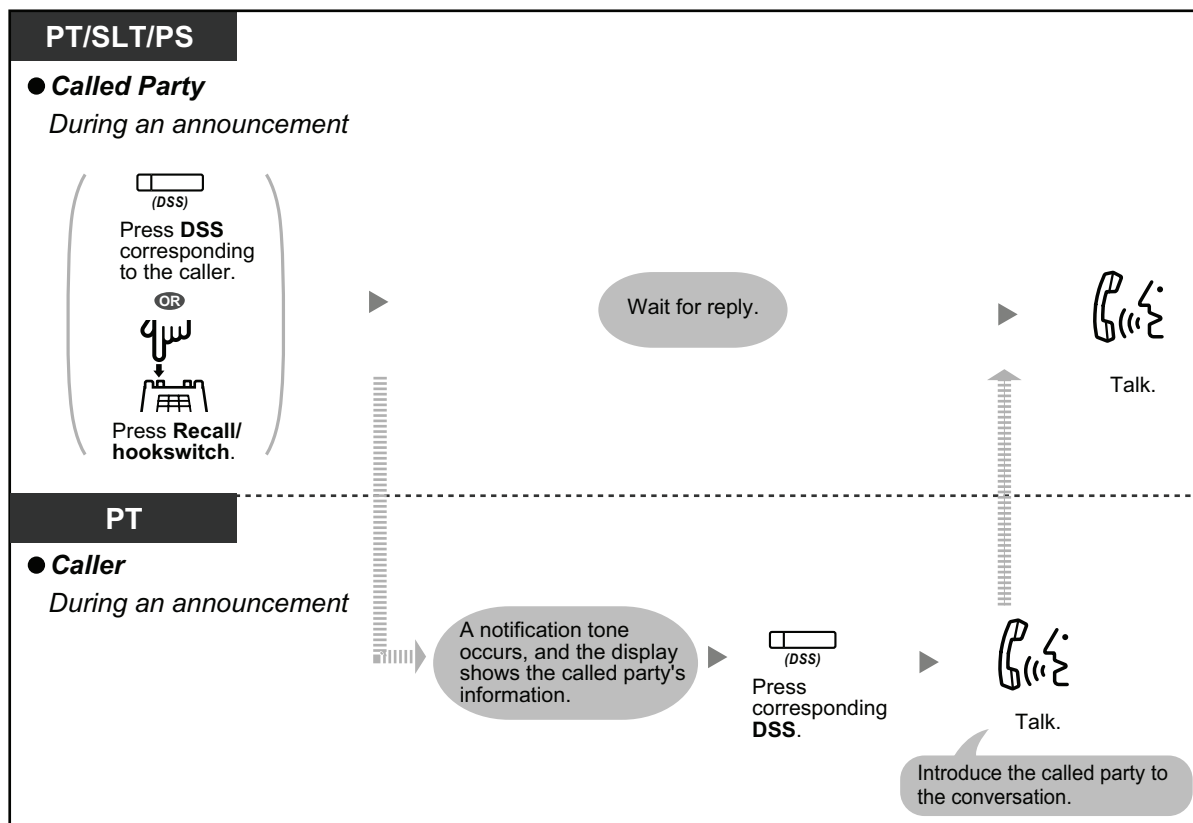 PT/SLT/PS
● Called Party
During an announcement
(DSS)
Press DSS
corresponding
to the caller.
OR
Press Recall/
hookswitch.
Wait for reply.
Talk.
PT
● Caller
During an announcement
A notification tone
occurs, and the display
shows the called party's
information.
(DSS)
Press
corresponding
DSS.
Talk.
Introduce the called party to
the conversation.